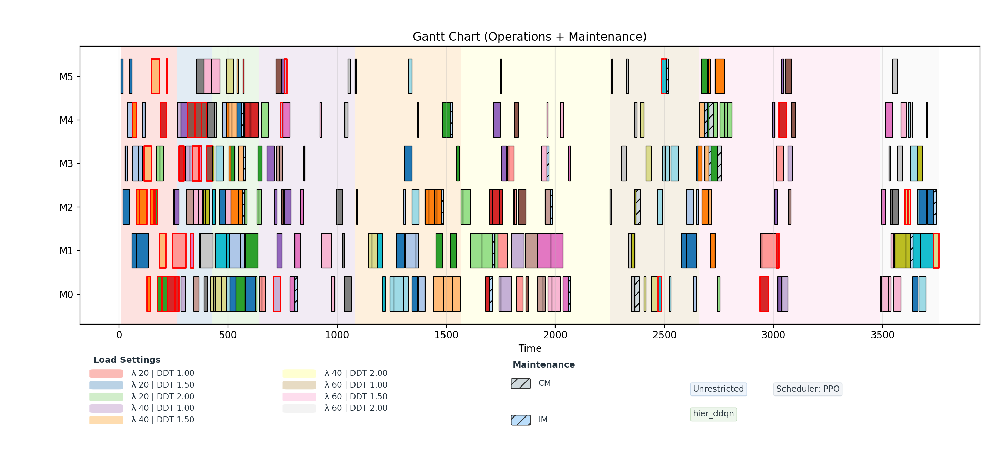 Gantt Chart (Operations + Maintenance)
M5
M4
M3
M2
M1
M0
0 500 1000 1500 2000 2500 3000 3500
Time
Load Settings
λ 20 | DDT 1.00
λ 20 | DDT 1.50
λ 20 | DDT 2.00
λ 40 | DDT 1.00
λ 40 | DDT 1.50
λ 40 | DDT 2.00
λ 60 | DDT 1.00
λ 60 | DDT 1.50
λ 60 | DDT 2.00
Maintenance
CM
IM
Unrestricted
Scheduler: PPO
hier_ddqn